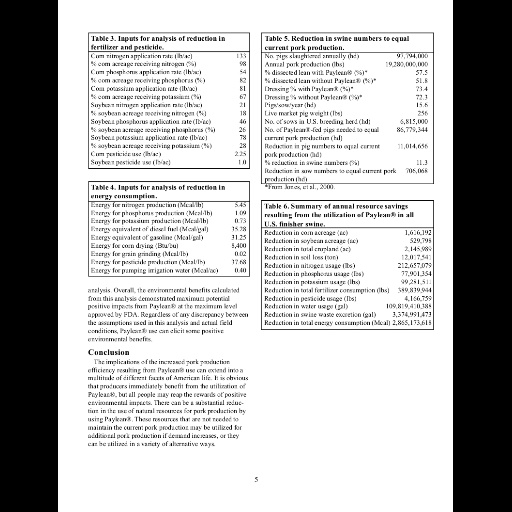 Table 3. Inputs for analysis of reduction in
fertilizer and pesticide.
Corn nitrogen application rate (lb/ac) 133
% corn acreage receiving nitrogen (%) 98
Corn phosphorus application rate (lb/ac) 54
% corn acreage receiving phosphorus (%) 82
Corn potassium application rate (lb/ac) 81
% corn acreage receiving potassium (%) 67
Soybean nitrogen application rate (lb/ac) 21
% soybean acreage receiving nitrogen (%) 18
Soybean phosphorus application rate (lb/ac) 46
% soybean acreage receiving phosphorus (%) 26
Soybean potassium application rate (lb/ac) 78
% soybean acreage receiving potassium (%) 28
Corn pesticide use (lb/ac) 2.25
Soybean pesticide use (lb/ac) 1.0
Table 4. Inputs for analysis of reduction in
energy consumption.
Energy for nitrogen production (Mcal/lb) 5.45
Energy for phosphorus production (Mcal/lb) 1.09
Energy for potassium production (Mcal/lb) 0.73
Energy equivalent of diesel fuel (Mcal/gal) 35.28
Energy equivalent of gasoline (Mcal/gal) 31.25
Energy for corn drying (Btu/bu) 8,400
Energy for grain grinding (Mcal/lb) 0.02
Energy for pesticide production (Mcal/lb) 37.68
Energy for pumping irrigation water (Mcal/ac) 0.40
analysis. Overall, the environmental benefits calculated
from this analysis demonstrated maximum potential
positive impacts from Paylean® at the maximum level
approved by FDA. Regardless of any discrepancy between
the assumptions used in this analysis and actual field
conditions, Paylean® use can elicit some positive
environmental benefits.
Conclusion
The implications of the increased pork production
efficiency resulting from Paylean® use can extend into a
multitude of different facets of American life. It is obvious
that producers immediately benefit from the utilization of
Paylean®, but all people may reap the rewards of positive
environmental impacts. There can be a substantial reduc-
tion in the use of natural resources for pork production by
using Paylean®. Those resources that are not needed to
maintain the current pork production may be utilized for
additional pork production if demand increases, or they
can be utilized in a variety of alternative ways.
Table 5. Reduction in swine numbers to equal
current pork production.
No. pigs slaughtered annually (hd) 97,794,000
Annual pork production (lbs) 19,280,000,000
% dissected lean with Paylean® (%)* 57.5
% dissected lean without Paylean® (%)* 51.8
Dressing % with Paylean® (%)* 73.4
Dressing % without Paylean® (%)* 72.3
Pigs/sow/year (hd) 15.6
Live market pig weight (lbs) 256
No. of sows in U.S. breeding herd (hd) 6,815,000
No. of Paylean®-fed pigs needed to equal 86,779,344
current pork production (hd)
Reduction in pig numbers to equal current 11,014,656
pork production (hd)
% reduction in swine numbers (%) 11.3
Reduction in sow numbers to equal current pork 706,068
production (hd)
*From Jones, et al., 2000.
Table 6. Summary of annual resource savings
resulting from the utilization of Paylean® in all
U.S. finisher swine.
Reduction in corn acreage (ac) 1,616,192
Reduction in soybean acreage (ac) 529,798
Reduction in total cropland (ac) 2,145,989
Reduction in soil loss (ton) 12,017,541
Reduction in nitrogen usage (lbs) 212,657,079
Reduction in phosphorus usage (lbs) 77,901,354
Reduction in potassium usage (lbs) 99,281,511
Reduction in total fertilizer consumption (lbs) 389,839,944
Reduction in pesticide usage (lbs) 4,166,759
Reduction in water usage (gal) 109,819,410,388
Reduction in swine waste excretion (gal) 3,374,991,473
Reduction in total energy consumption (Mcal) 2,865,173,618
5